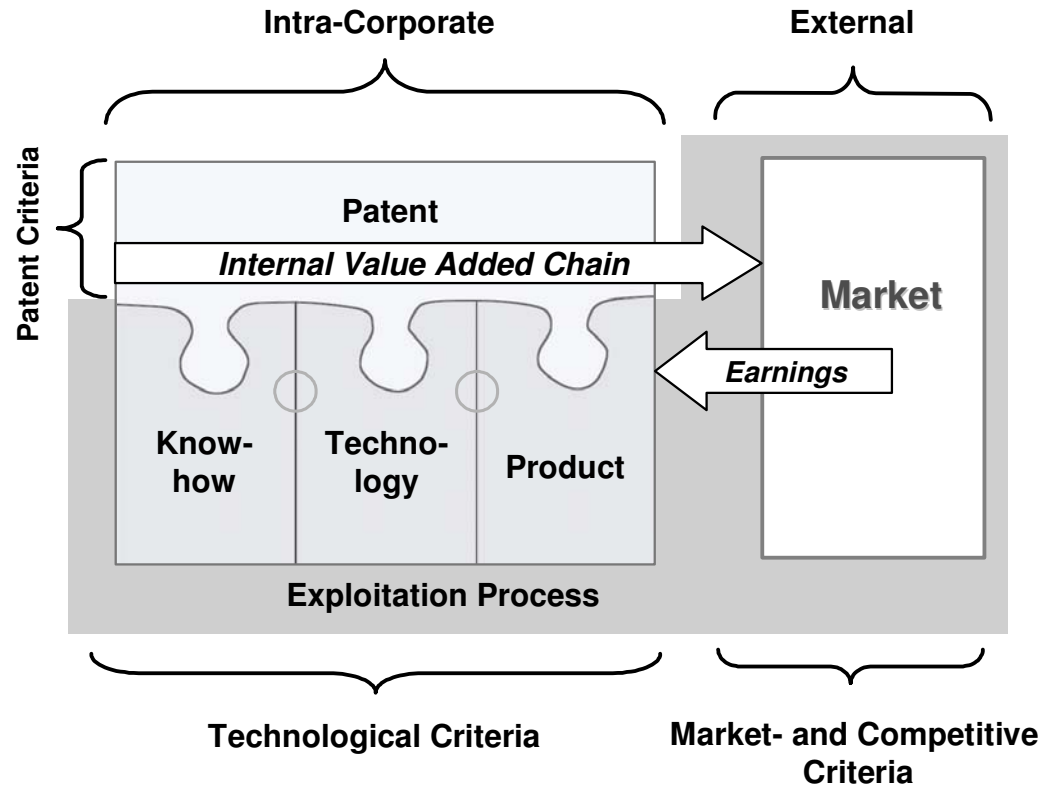 Intra-Corporate
External
Patent Criteria
Patent
Internal Value Added Chain
Market
Earnings
Know-
how
Techno-
logy
Product
Exploitation Process
Technological Criteria
Market- and Competitive
Criteria